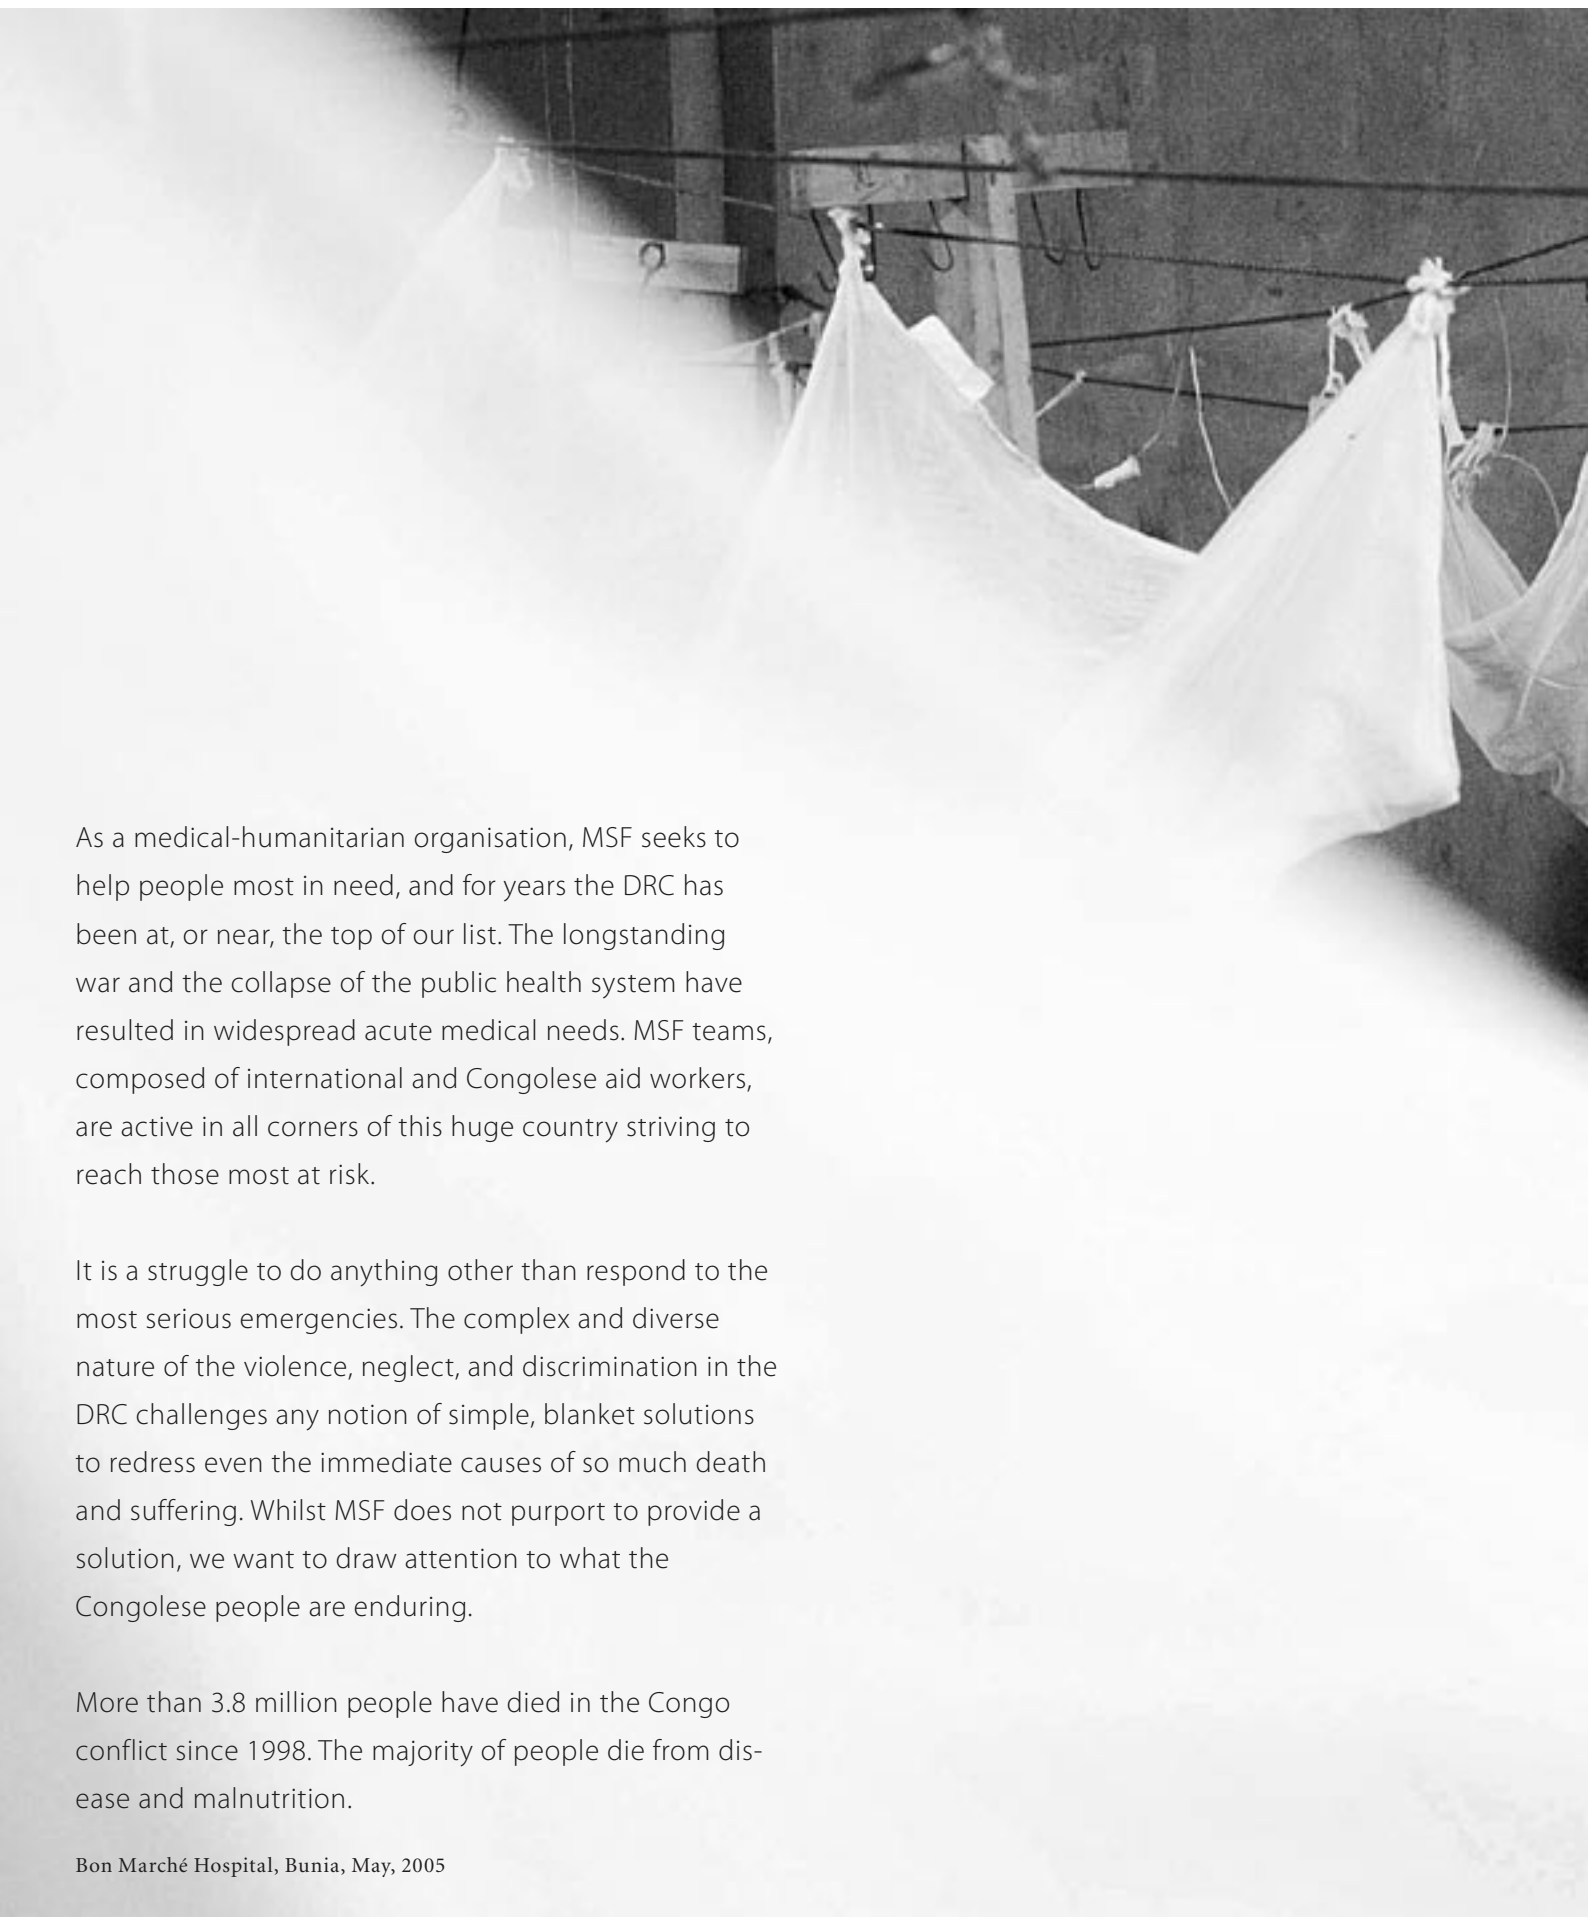 As a medical-humanitarian organisation, MSF seeks to
help people most in need, and for years the DRC has
been at, or near, the top of our list. The longstanding
war and the collapse of the public health system have
resulted in widespread acute medical needs. MSF teams,
composed of international and Congolese aid workers,
are active in all corners of this huge country striving to
reach those most at risk.
It is a struggle to do anything other than respond to the
most serious emergencies. The complex and diverse
nature of the violence, neglect, and discrimination in the
DRC challenges any notion of simple, blanket solutions
to redress even the immediate causes of so much death
and suffering. Whilst MSF does not purport to provide a
solution, we want to draw attention to what the
Congolese people are enduring.
More than 3.8 million people have died in the Congo
conflict since 1998. The majority of people die from dis-
ease and malnutrition.
Bon Marché Hospital, Bunia, May, 2005